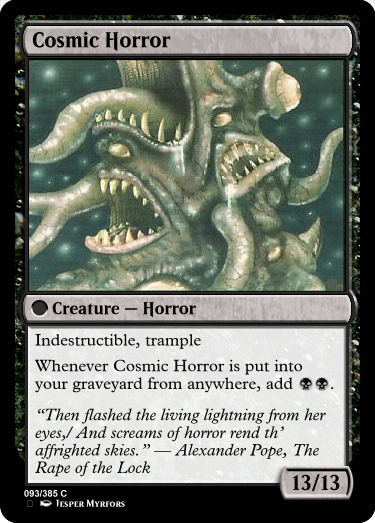 Cosmic Horror
Creature — Horror
Indestructible, trample
Whenever Cosmic Horror is put into
your graveyard from anywhere, add
“Then flashed the living lightning from her
eyes,/ And screams of horror rend th’
affrighted skies.” — Alexander Pope, The
Rape of the Lock
13/13
093/385 C
Jesper Myrfors